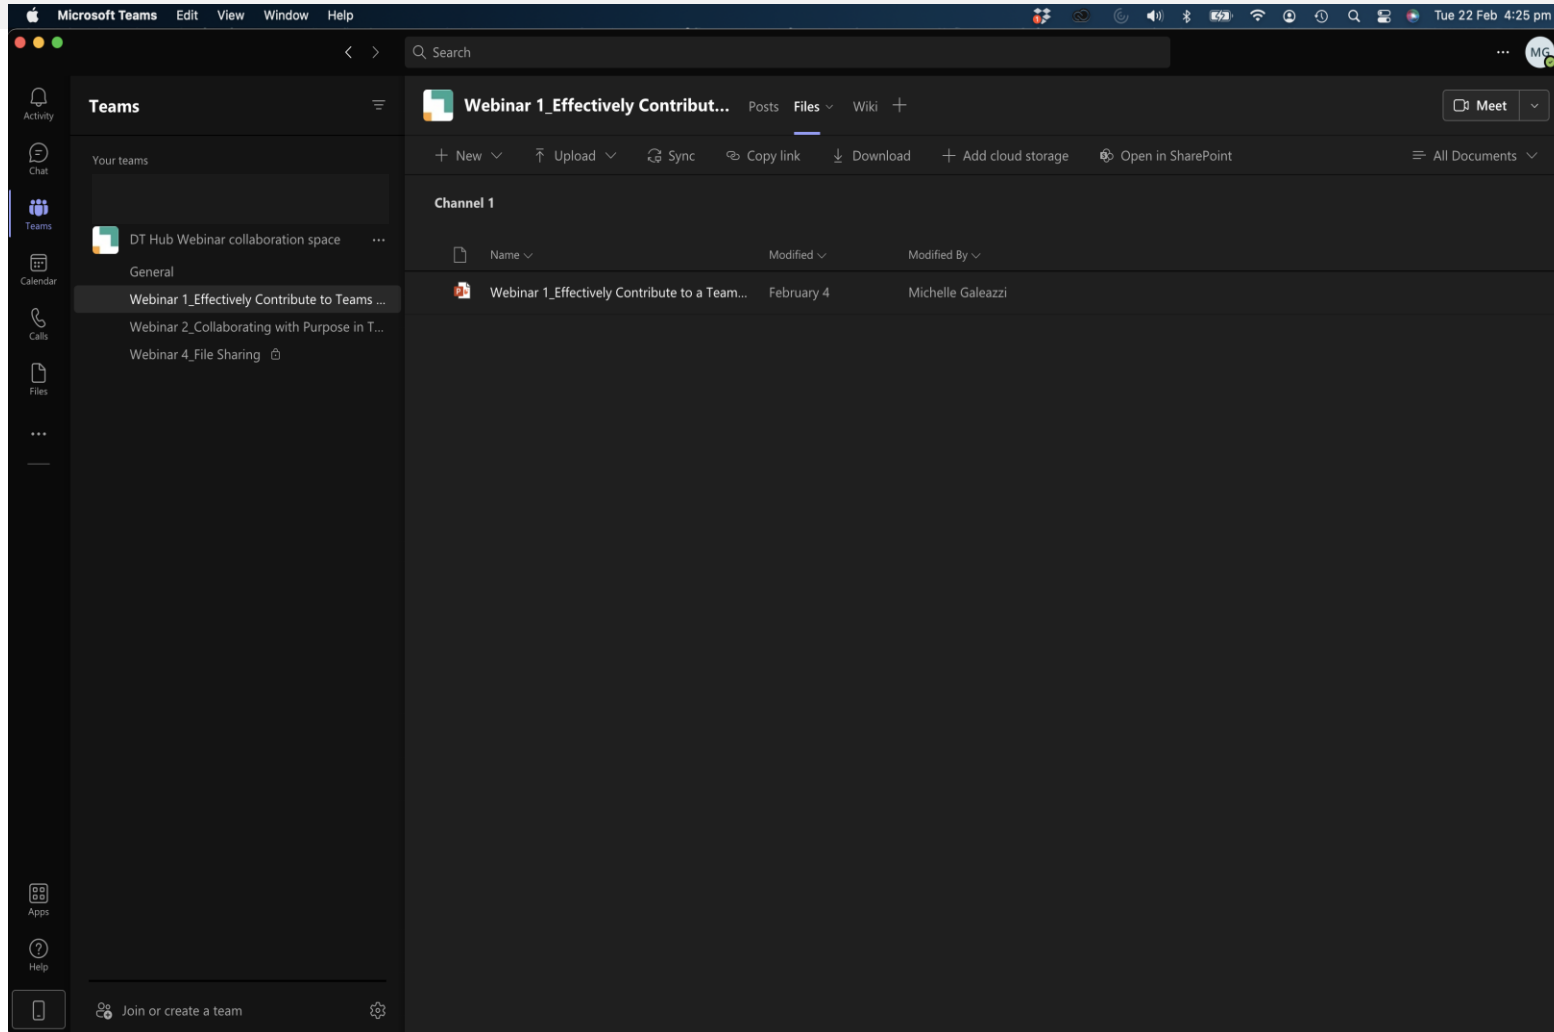 Microsoft Teams Edit View Window Help
Tue 22 Feb 4:25 pm
Search
MG
Activity
Chat
Teams
Calendar
Calls
Files
Apps
Help
Teams
Your teams
DT Hub Webinar collaboration space
General
Webinar 1_Effectively Contribute to Teams ...
Webinar 2_Collaborating with Purpose in T...
Webinar 4_File Sharing
Join or create a team
Webinar 1_Effectively Contribut... Posts Files Wiki
Meet
New Upload Sync Copy link Download Add cloud storage Open in SharePoint All Documents
Channel 1
Name Modified Modified By
Webinar 1_Effectively Contribute to a Team... February 4 Michelle Galeazzi